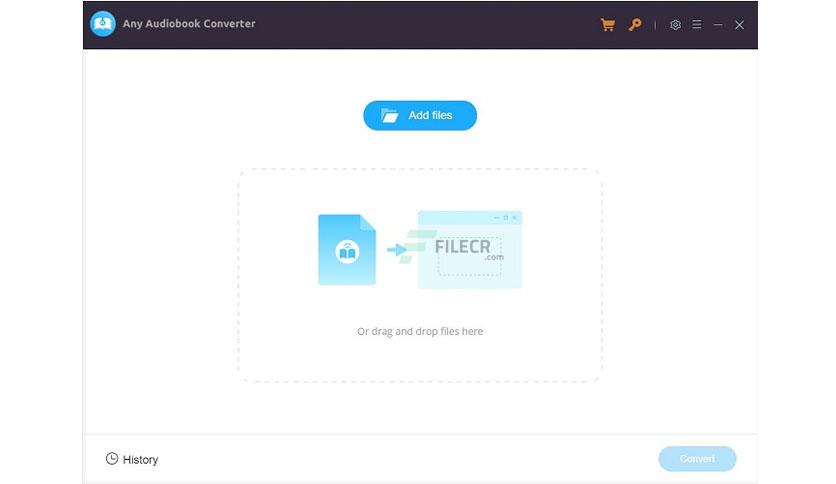 Any Audiobook Converter
Add files
FILECR
.com
Or drag and drop files here
History
Convert